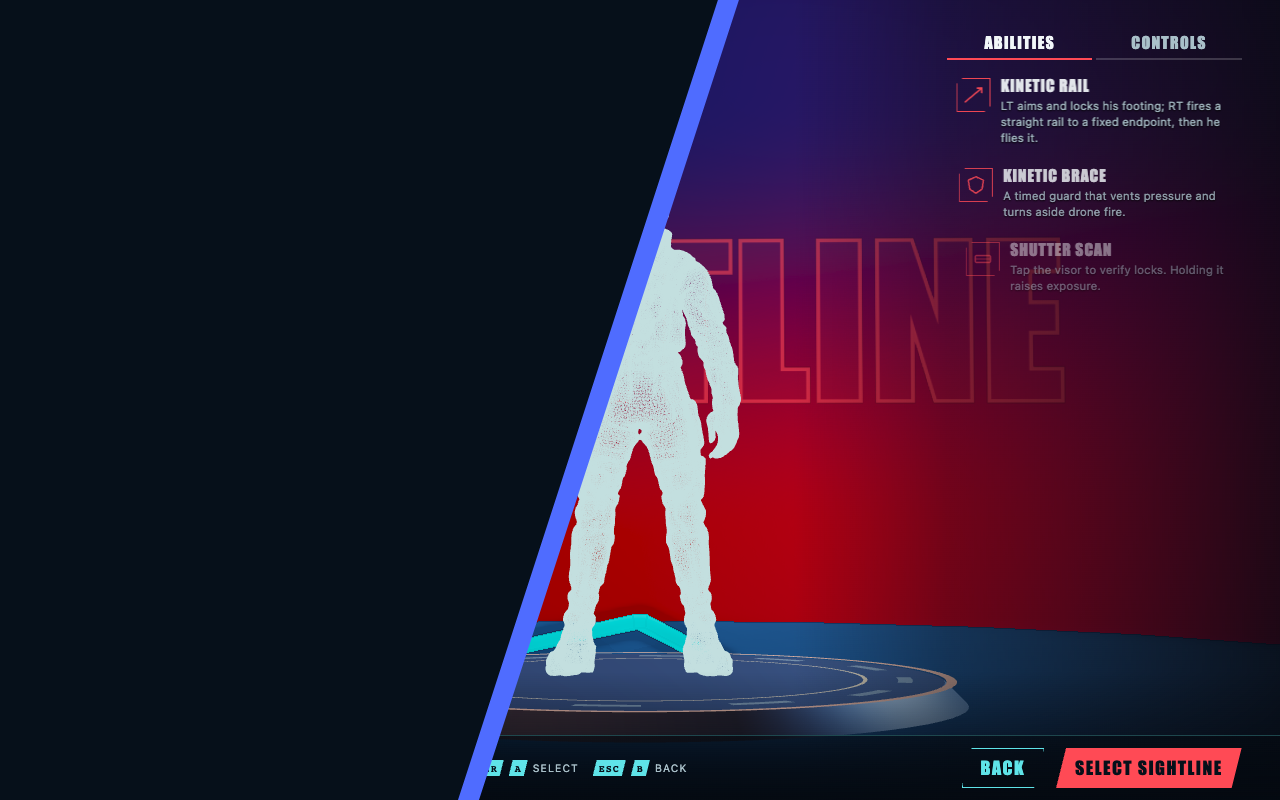 ABILITIES
CONTROLS
KINETIC RAIL
LT aims and locks his footing; RT fires a
straight rail to a fixed endpoint, then he
flies it.
KINETIC BRACE
A timed guard that vents pressure and
turns aside drone fire.
SHUTTER SCAN
Tap the visor to verify locks. Holding it
raises exposure.
TLINE
R A SELECT ESC B BACK
BACK
SELECT SIGHTLINE